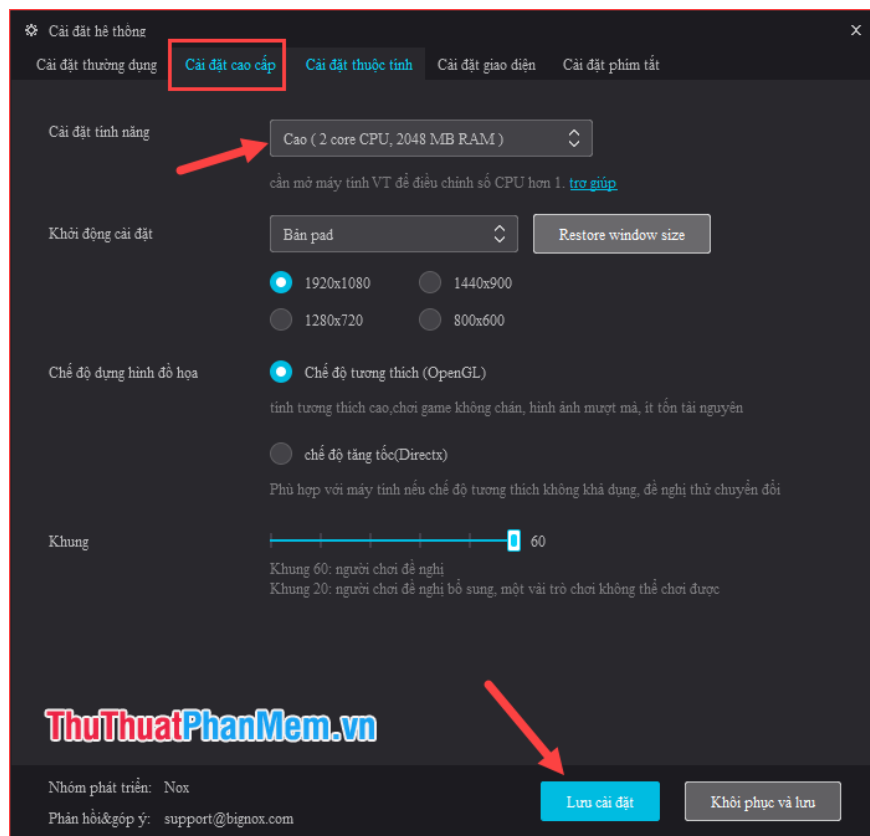 Cài đặt hệ thống
X
Cài đặt thường dụng Cài đặt cao cấp Cài đặt thuộc tính Cài đặt giao diện Cài đặt phím tắt
Cài đặt tính năng
Cao ( 2 core CPU, 2048 MB RAM )
cần mở máy tính VT để điều chỉnh số CPU hơn 1. trợ giúp
Khởi động cài đặt
Bản pad
Restore window size
1920x1080 1440x900
1280x720 800x600
Chế độ dựng hình đồ họa
Chế độ tương thích (OpenGL)
tính tương thích cao,chơi game không chán, hình ảnh mượt mà, ít tốn tài nguyên
chế độ tăng tốc(Directx)
Phù hợp với máy tính nếu chế độ tương thích không khả dụng, đề nghị thử chuyển đổi
Khung
60
Khung 60: người chơi đề nghị
Khung 20: người chơi đề nghị bổ sung, một vài trò chơi không thể chơi được
ThuThuatPhanMem.vn
Nhóm phát triển: Nox
Phản hồi&góp ý: support@bignox.com
Lưu cài đặt
Khôi phục và lưu